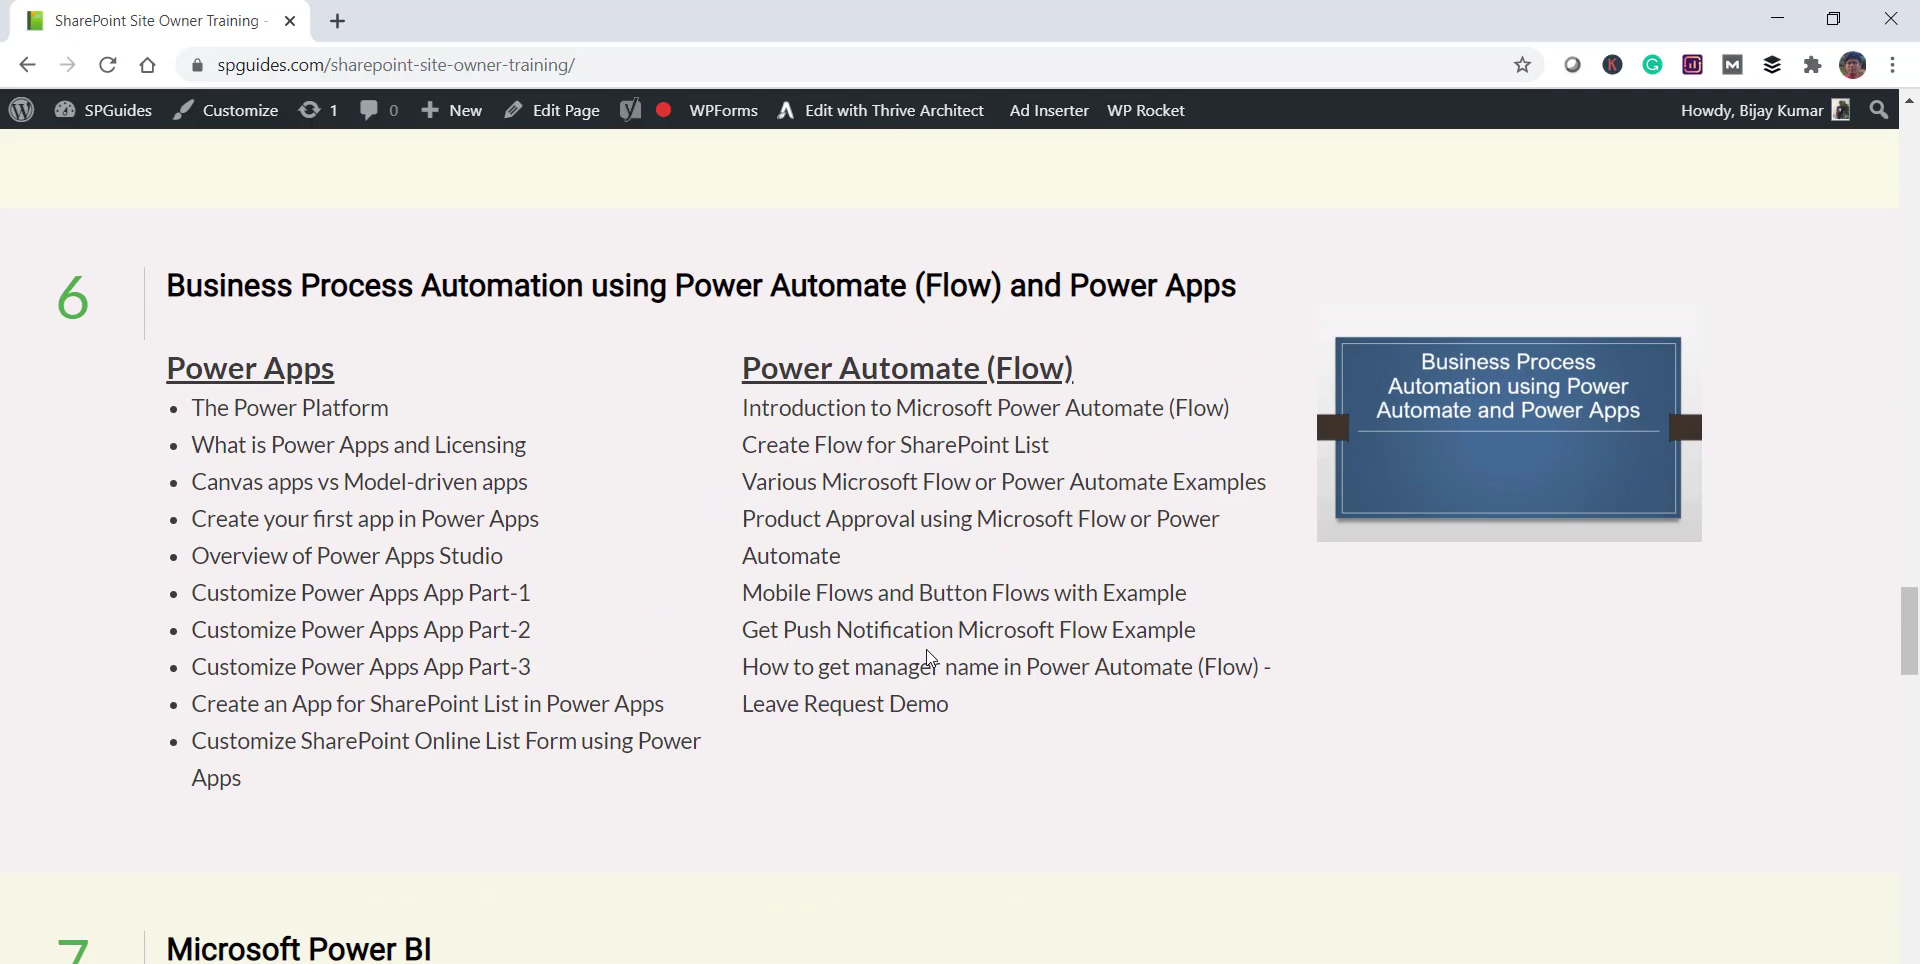 SharePoint Site Owner Training -
spguides.com/sharepoint-site-owner-training/
SPGuides Customize 1 0 New Edit Page WPForms Edit with Thrive Architect Ad Inserter WP Rocket Howdy, Bijay Kumar
6
Business Process Automation using Power Automate (Flow) and Power Apps
Power Apps
• The Power Platform
• What is Power Apps and Licensing
• Canvas apps vs Model-driven apps
• Create your first app in Power Apps
• Overview of Power Apps Studio
• Customize Power Apps App Part-1
• Customize Power Apps App Part-2
• Customize Power Apps App Part-3
• Create an App for SharePoint List in Power Apps
• Customize SharePoint Online List Form using Power
Apps
Power Automate (Flow)
Introduction to Microsoft Power Automate (Flow)
Create Flow for SharePoint List
Various Microsoft Flow or Power Automate Examples
Product Approval using Microsoft Flow or Power
Automate
Mobile Flows and Button Flows with Example
Get Push Notification Microsoft Flow Example
How to get manager name in Power Automate (Flow) -
Leave Request Demo
Business Process
Automation using Power
Automate and Power Apps
7
Microsoft Power BI